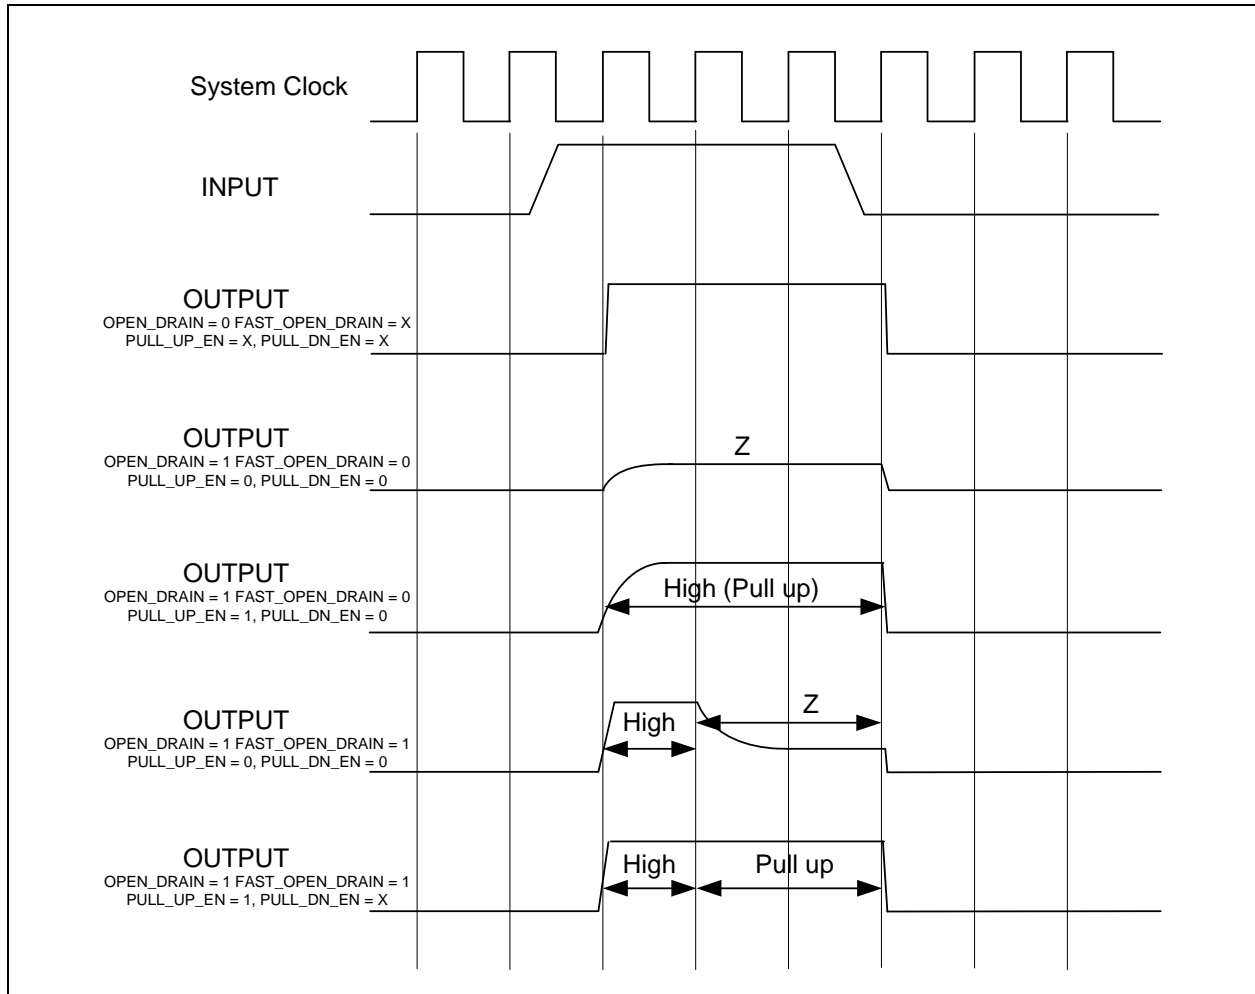 System Clock
INPUT
OUTPUT
OPEN_DRAIN = 0 FAST_OPEN_DRAIN = X
PULL_UP_EN = X, PULL_DN_EN = X
OUTPUT
OPEN_DRAIN = 1 FAST_OPEN_DRAIN = 0
PULL_UP_EN = 0, PULL_DN_EN = 0
Z
OUTPUT
OPEN_DRAIN = 1 FAST_OPEN_DRAIN = 0
PULL_UP_EN = 1, PULL_DN_EN = 0
High (Pull up)
OUTPUT
OPEN_DRAIN = 1 FAST_OPEN_DRAIN = 1
PULL_UP_EN = 0, PULL_DN_EN = 0
High
Z
OUTPUT
OPEN_DRAIN = 1 FAST_OPEN_DRAIN = 1
PULL_UP_EN = 1, PULL_DN_EN = X
High
Pull up